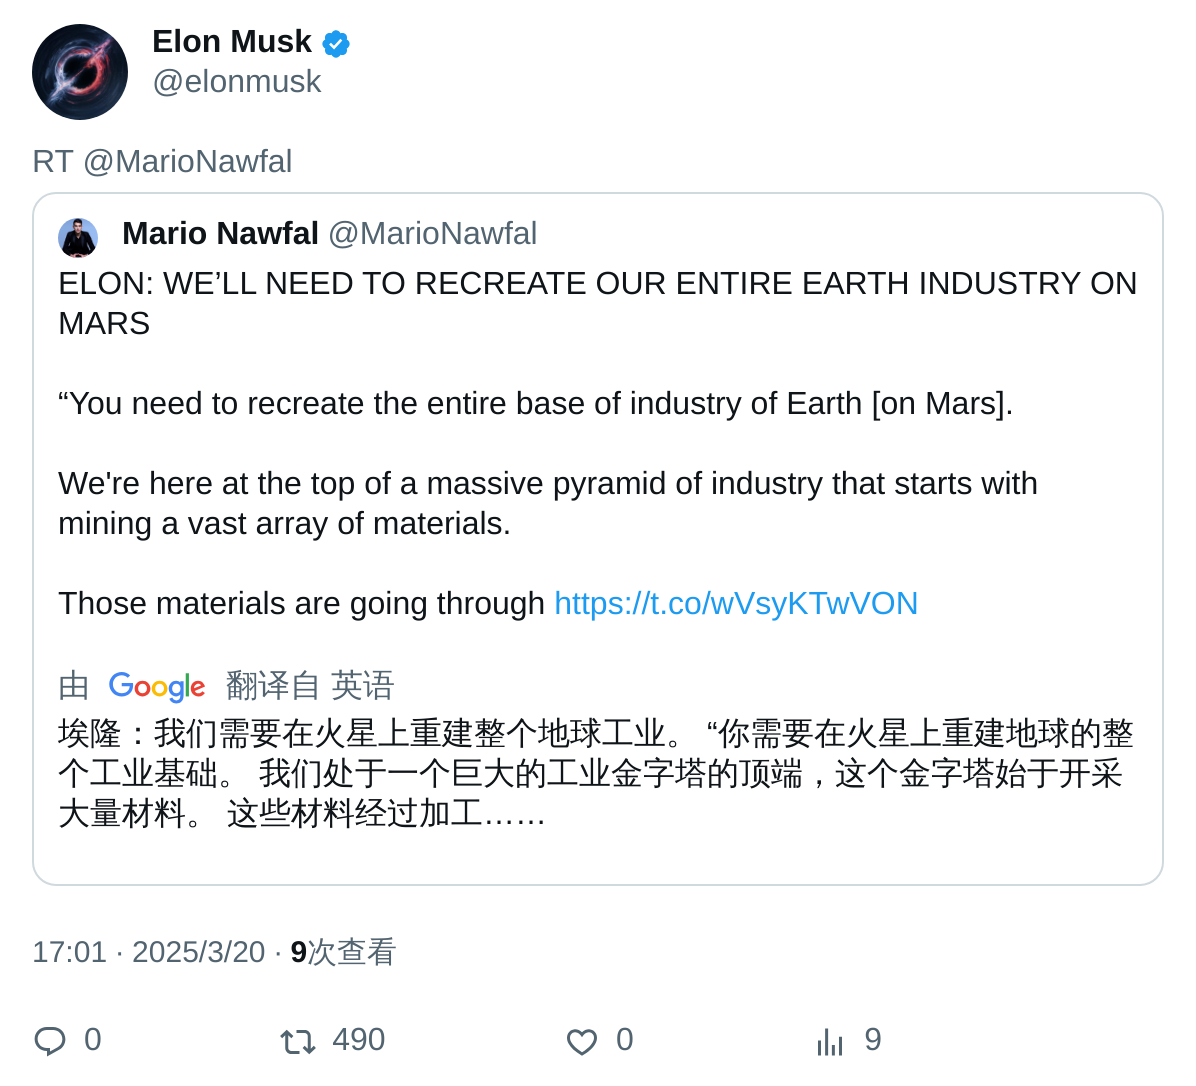 Elon Musk
@elonmusk
RT @MarioNawfal
Mario Nawfal @MarioNawfal
ELON: WE’LL NEED TO RECREATE OUR ENTIRE EARTH INDUSTRY ON
MARS
“You need to recreate the entire base of industry of Earth [on Mars].
We're here at the top of a massive pyramid of industry that starts with
mining a vast array of materials.
Those materials are going through https://t.co/wVsyKTwVON
由 Google 翻译自 英语
埃隆：我们需要在火星上重建整个地球工业。 “你需要在火星上重建地球的整
个工业基础。 我们处于一个巨大的工业金字塔的顶端，这个金字塔始于开采
大量材料。 这些材料经过加工……
17:01 · 2025/3/20 · 9次查看
0 490 0 9